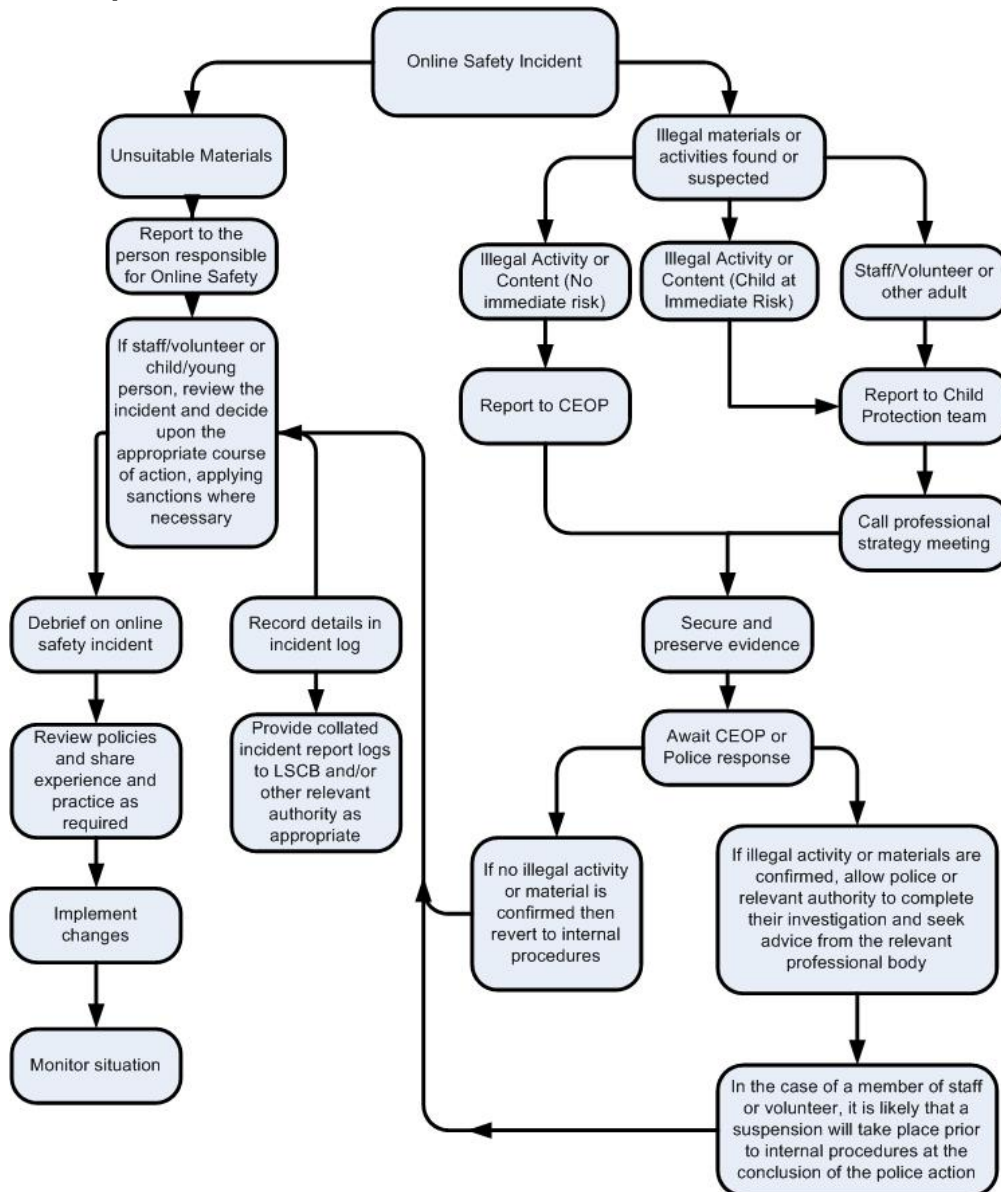 Online Safety Incident
Unsuitable Materials
Report to the
person responsible
for Online Safety
If staff/volunteer or
child/young
person, review the
incident and decide
upon the
appropriate course
of action, applying
sanctions where
necessary
Debrief on online
safety incident
Review policies
and share
experience and
practice as
required
Implement
changes
Monitor situation
Record details in
incident log
Provide collated
incident report logs
to LSCB and/or
other relevant
authority as
appropriate
Illegal materials or
activities found or
suspected
Illegal Activity or
Content (No
immediate risk)
Illegal Activity or
Content (Child at
Immediate Risk)
Staff/Volunteer or
other adult
Report to CEOP
Report to Child
Protection team
Call professional
strategy meeting
Secure and
preserve evidence
Await CEOP or
Police response
If no illegal activity
or material is
confirmed then
revert to internal
procedures
If illegal activity or materials are
confirmed, allow police or
relevant authority to complete
their investigation and seek
advice from the relevant
professional body
In the case of a member of staff
or volunteer, it is likely that a
suspension will take place prior
to internal procedures at the
conclusion of the police action